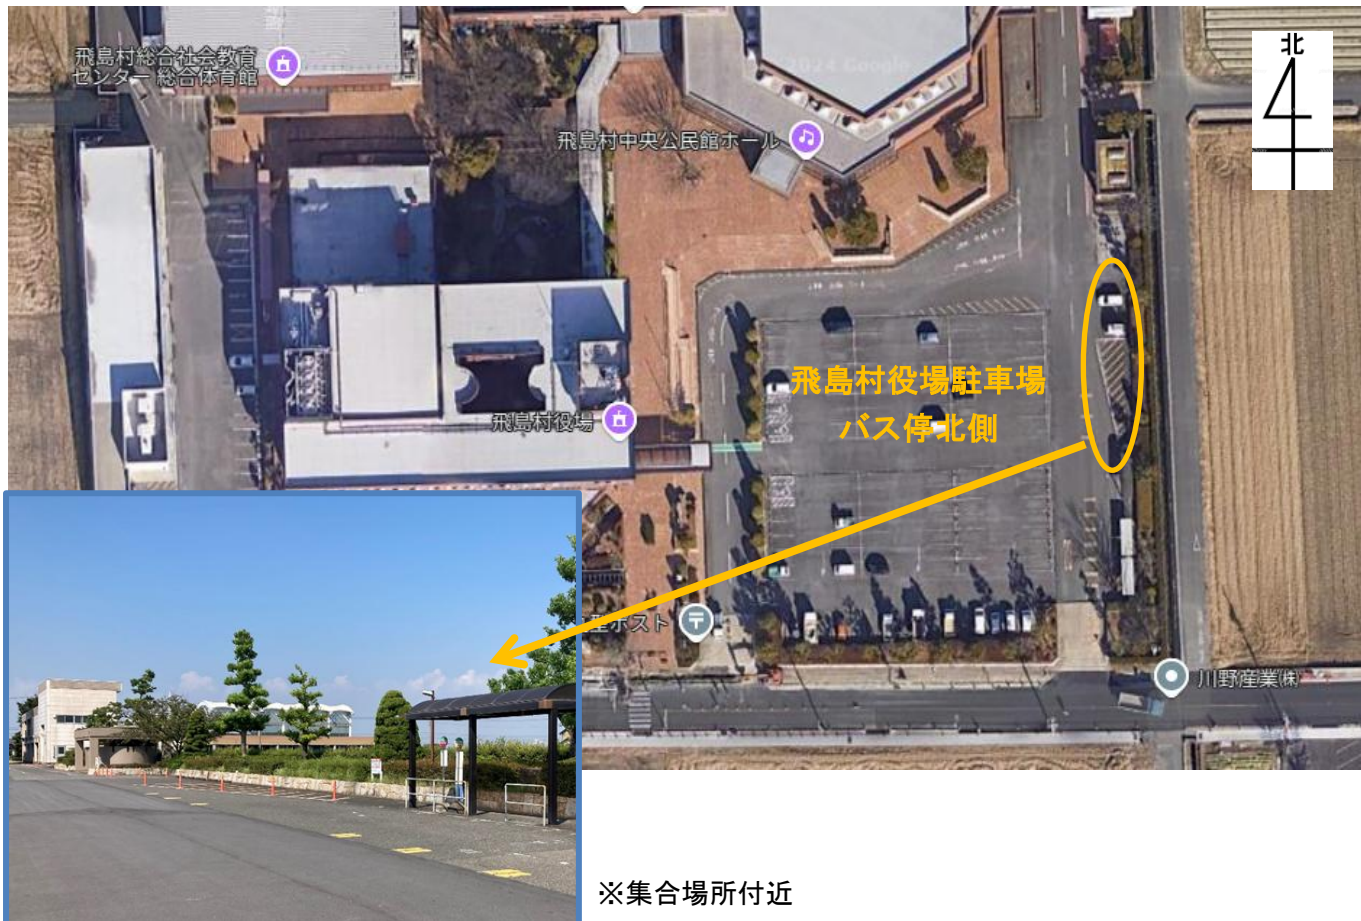 飛島村総合社会教育
センター 総合体育館
2024 Google
北
飛島村中央公民館ホール
飛島村役場駐車場
バス停北側
飛島村役場
型ポスト
川野産業㈱
※集合場所付近